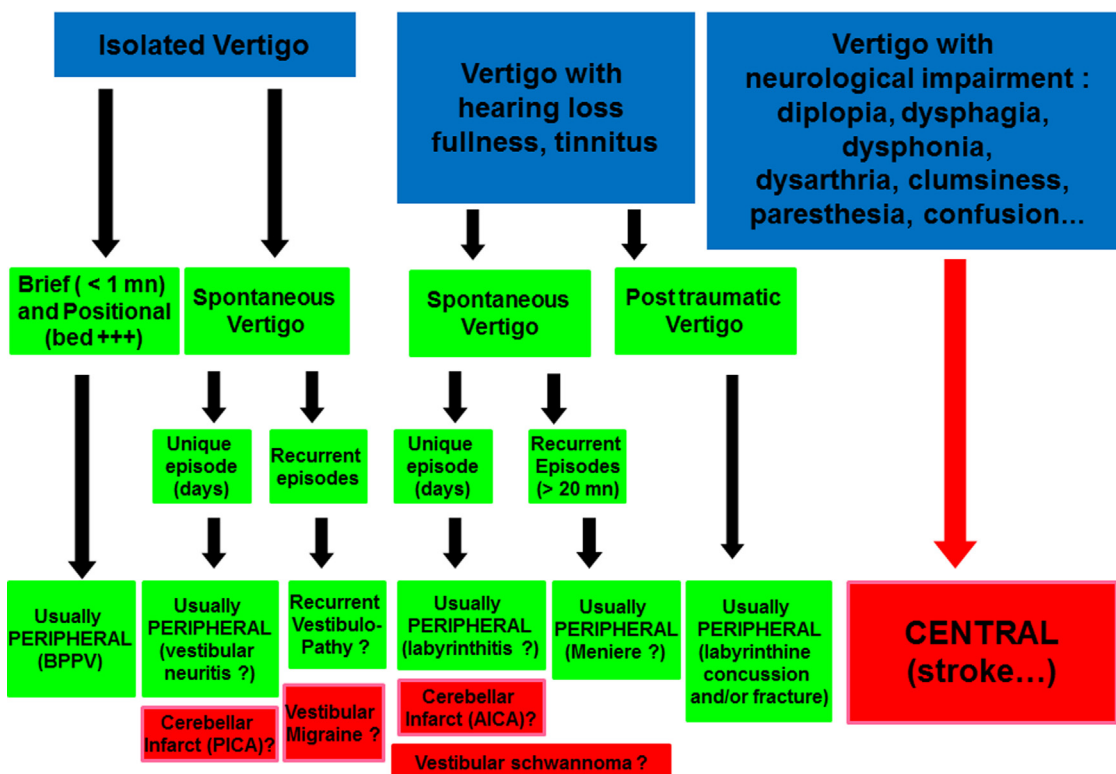 Isolated Vertigo
Vertigo with
hearing loss
fullness, tinnitus
Vertigo with
neurological impairment :
diplopia, dysphagia,
dysphonia,
dysarthria, clumsiness,
paresthesia, confusion...
Brief ( < 1 mn)
and Positional
(bed +++)
Spontaneous
Vertigo
Spontaneous
Vertigo
Post traumatic
Vertigo
Unique
episode
(days)
Recurrent
episodes
Unique
episode
(days)
Recurrent
Episodes
(> 20 mn)
Usually
PERIPHERAL
(BPPV)
Usually
PERIPHERAL
(vestibular
neuritis ?)
Recurrent
Vestibulo-
Pathy ?
Usually
PERIPHERAL
(labyrinthitis ?)
Usually
PERIPHERAL
(Meniere ?)
Usually
PERIPHERAL
(labyrinthine
concussion
and/or fracture)
CENTRAL
(stroke...)
Cerebellar
Infarct (PICA)?
Vestibular
Migraine ?
Cerebellar
Infarct (AICA)?
Vestibular schwannoma ?